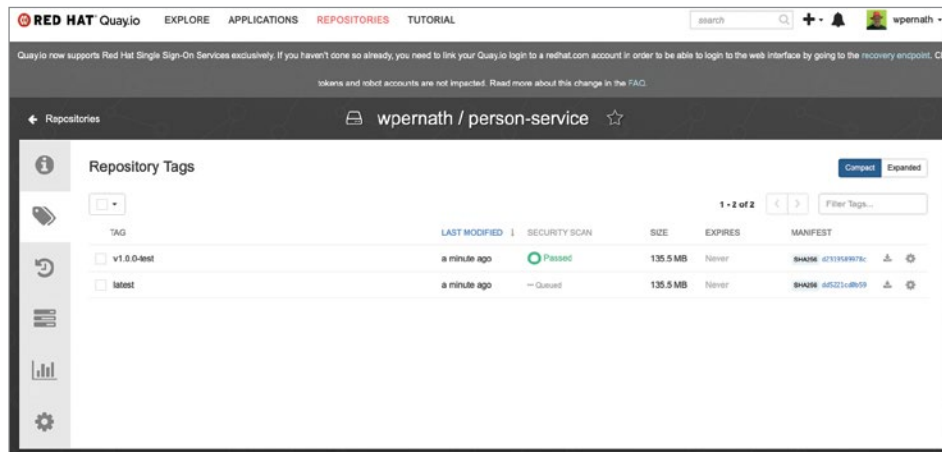 RED HAT Quay.io EXPLORE APPLICATIONS REPOSITORIES TUTORIAL search wpernath
Quay.io now supports Red Hat Single Sign-On Services exclusively. If you haven't done so already, you need to link your Quay.io login to a redhat.com account in order to be able to login to the web interface by going to the recovery endpoint.
tokens and robot accounts are not impacted. Read more about this change in the FAQ.
Repositories wpernath / person-service
Repository Tags Compact Expanded
1 - 2 of 2 Filter Tags...
TAG LAST MODIFIED SECURITY SCAN SIZE EXPIRES MANIFEST
v1.0.0-test a minute ago Passed 135.5 MB Never SHA256
latest a minute ago Queued 135.5 MB Never SHA256